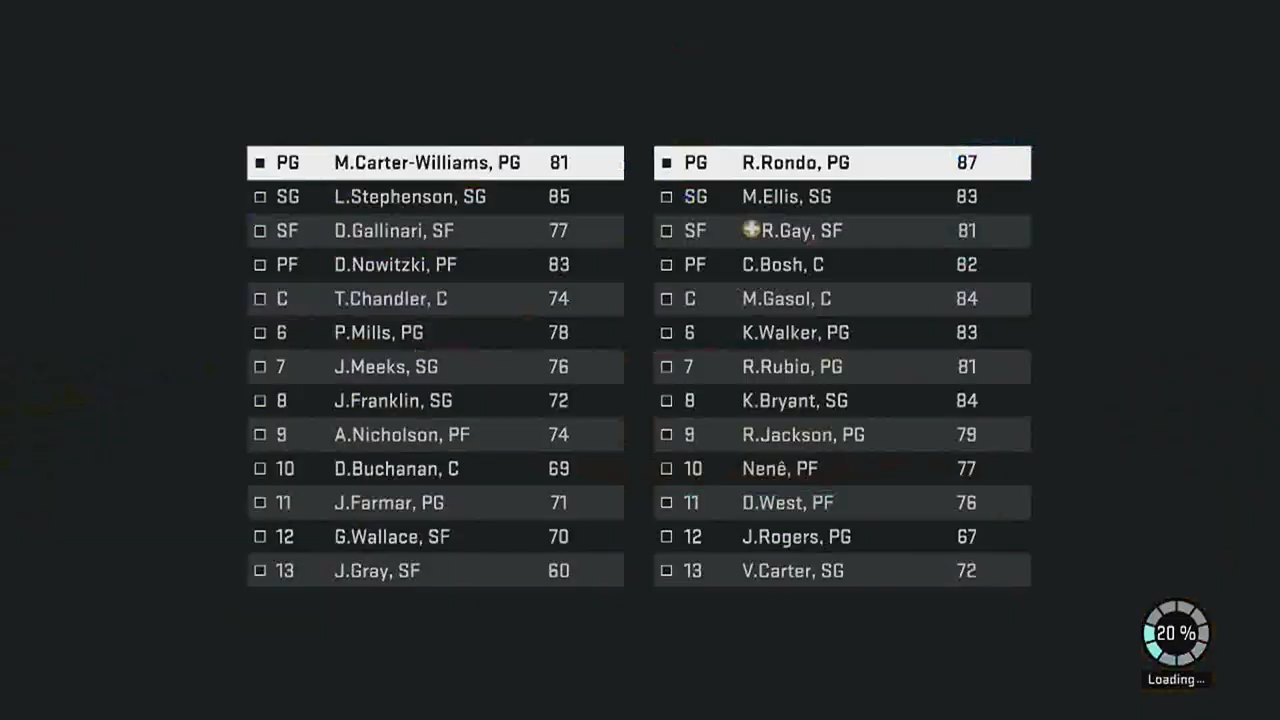 PG M.Carter-Williams, PG 81
SG L.Stephenson, SG 85
SF D.Gallinari, SF 77
PF D.Nowitzki, PF 83
C T.Chandler, C 74
6 P.Mills, PG 78
7 J.Meeks, SG 76
8 J.Franklin, SG 72
9 A.Nicholson, PF 74
10 D.Buchanan, C 69
11 J.Farmar, PG 71
12 G.Wallace, SF 70
13 J.Gray, SF 60
PG R.Rondo, PG 87
SG M.Ellis, SG 83
SF R.Gay, SF 81
PF C.Bosh, C 82
C M.Gasol, C 84
6 K.Walker, PG 83
7 R.Rubio, PG 81
8 K.Bryant, SG 84
9 R.Jackson, PG 79
10 Nenê, PF 77
11 D.West, PF 76
12 J.Rogers, PG 67
13 V.Carter, SG 72
20 %
Loading...